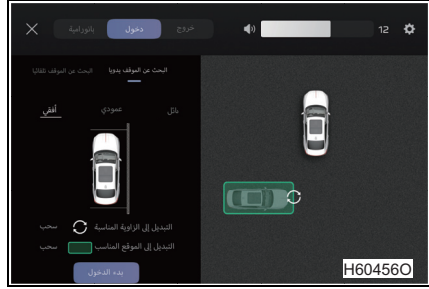 خروج دخول بانورامية
12
البحث عن الموقف يدويا البحث عن الموقف تلقائيا
مائل عمودي أفقي
التبديل إلى الزاوية المناسبة سحب
التبديل إلى الموقع المناسب سحب
بدء الدخول
H60456O